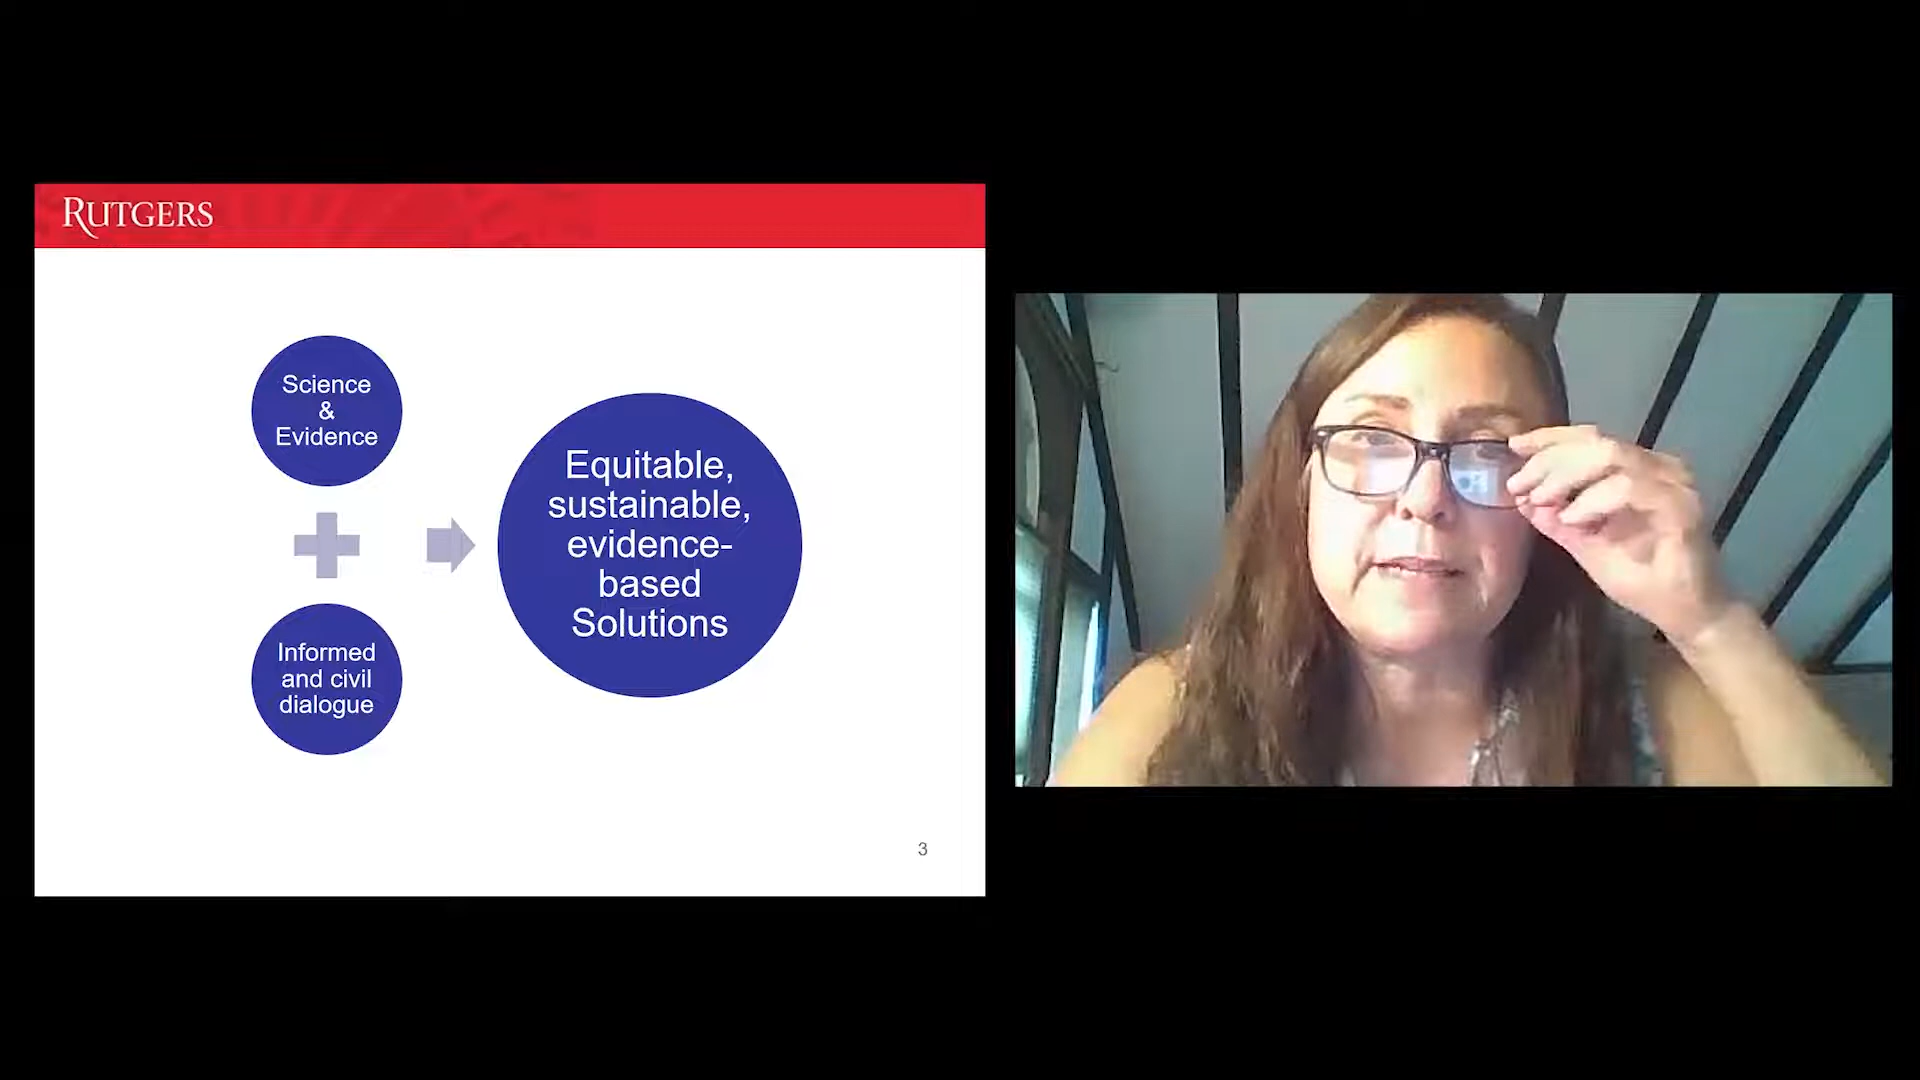 RUTGERS
Science
&
Evidence
Informed
and civil
dialogue
Equitable,
sustainable,
evidence-
based
Solutions
3